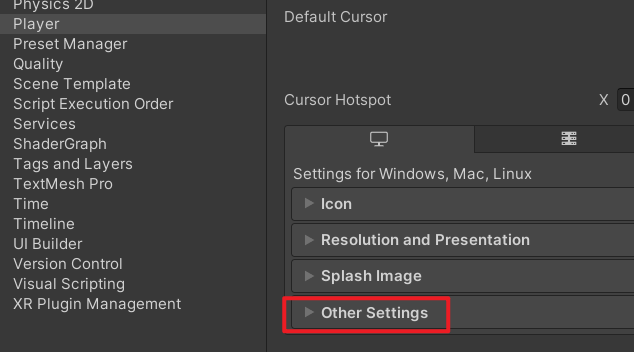 Physics 2D
Player
Preset Manager
Quality
Scene Template
Script Execution Order
Services
ShaderGraph
Tags and Layers
TextMesh Pro
Time
Timeline
UI Builder
Version Control
Visual Scripting
XR Plugin Management
Default Cursor
Cursor Hotspot X 0
Settings for Windows, Mac, Linux
Icon
Resolution and Presentation
Splash Image
Other Settings